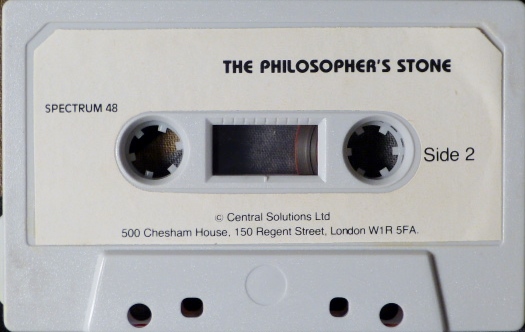 THE PHILOSOPHER'S STONE
SPECTRUM 48
Side 2
© Central Solutions Ltd
500 Chesham House, 150 Regent Street, London W1R 5FA.